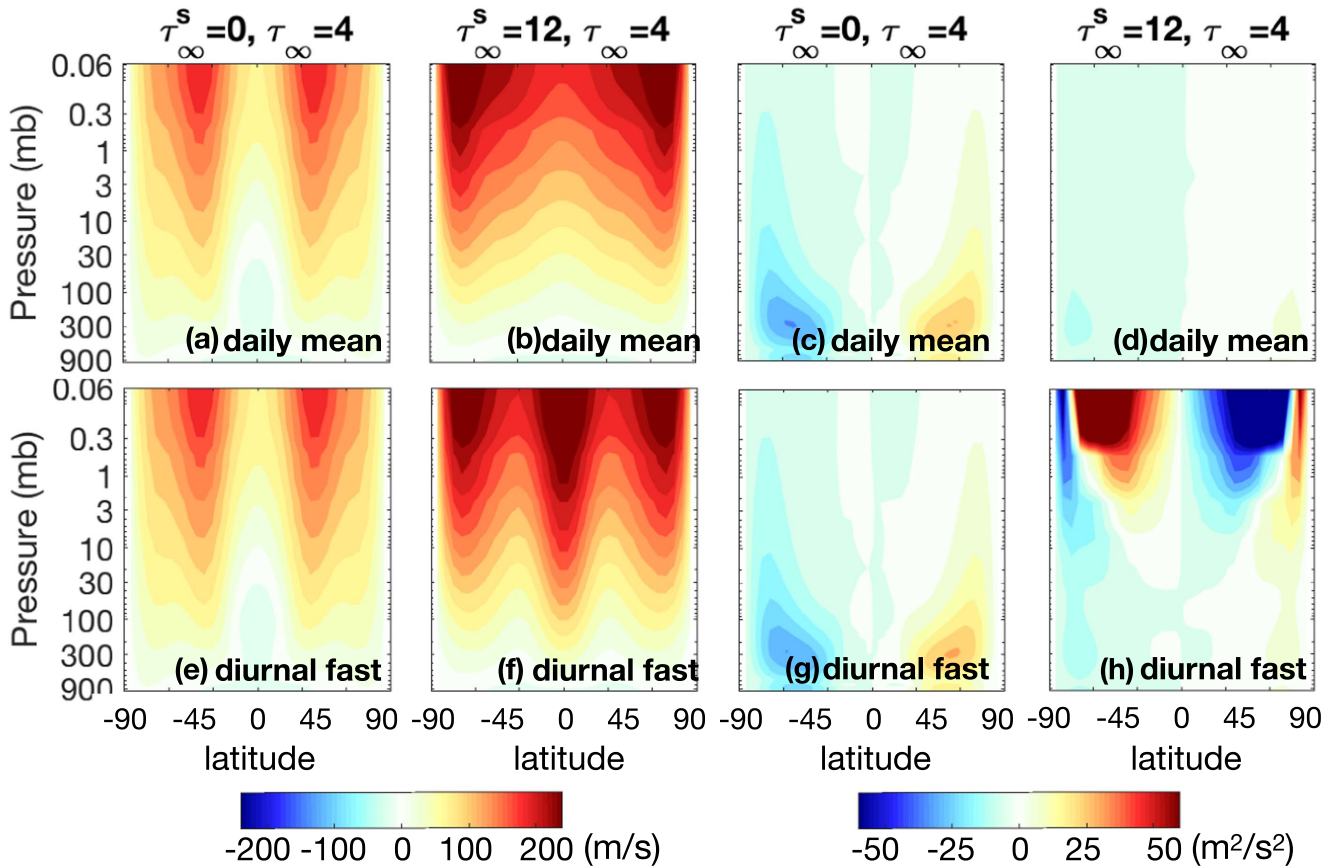 τˢ∞=0, τ∞=4
τˢ∞=12, τ∞=4
τˢ∞=0, τ∞=4
τˢ∞=12, τ∞=4
Pressure (mb)
0.06
0.3
1
3
10
30
100
300
900
(a) daily mean
(b)daily mean
(c) daily mean
(d)daily mean
Pressure (mb)
0.06
0.3
1
3
10
30
100
300
900
(e) diurnal fast
(f) diurnal fast
(g)diurnal fast
(h) diurnal fast
-90 -45 0 45 90
-90 -45 0 45 90
-90 -45 0 45 90
-90 -45 0 45 90
latitude
latitude
latitude
latitude
-200 -100 0 100 200 (m/s)
-50 -25 0 25 50 (m²/s²)